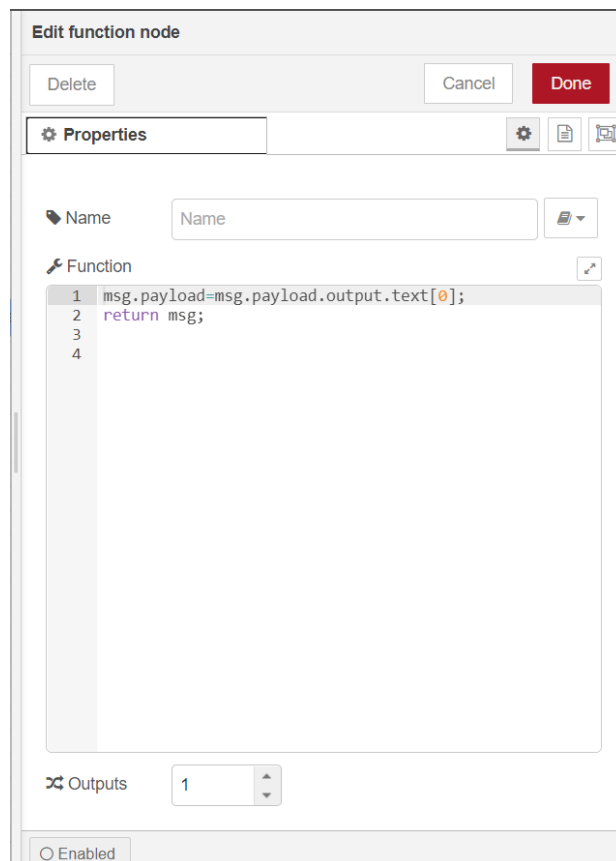 Edit function node
Delete
Cancel
Done
Properties
Name
Name
Function
1 msg.payload=msg.payload.output.text[0];
2 return msg;
3
4
Outputs
1
Enabled